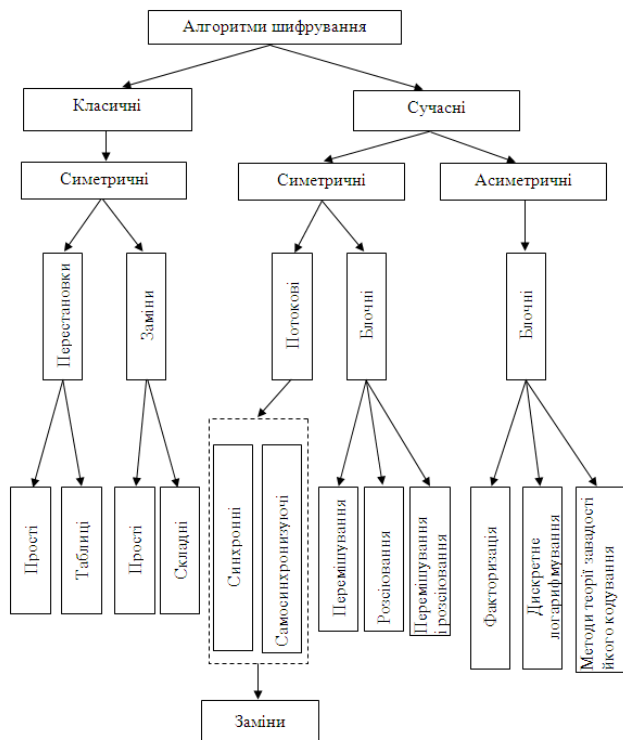 Алгоритми шифрування
Класичні
Сучасні
Симетричні
Симетричні
Асиметричні
Перестановки
Заміни
Потокові
Блочні
Блочні
Прості
Таблиці
Прості
Складні
Синхронні
Самосинхронизуючі
Перемішування
Розсіювання
Перемішування
і розсіювання
Факторизація
Дискретне
логарифмування
Методи теорії завадості
йкого кодування
Заміни